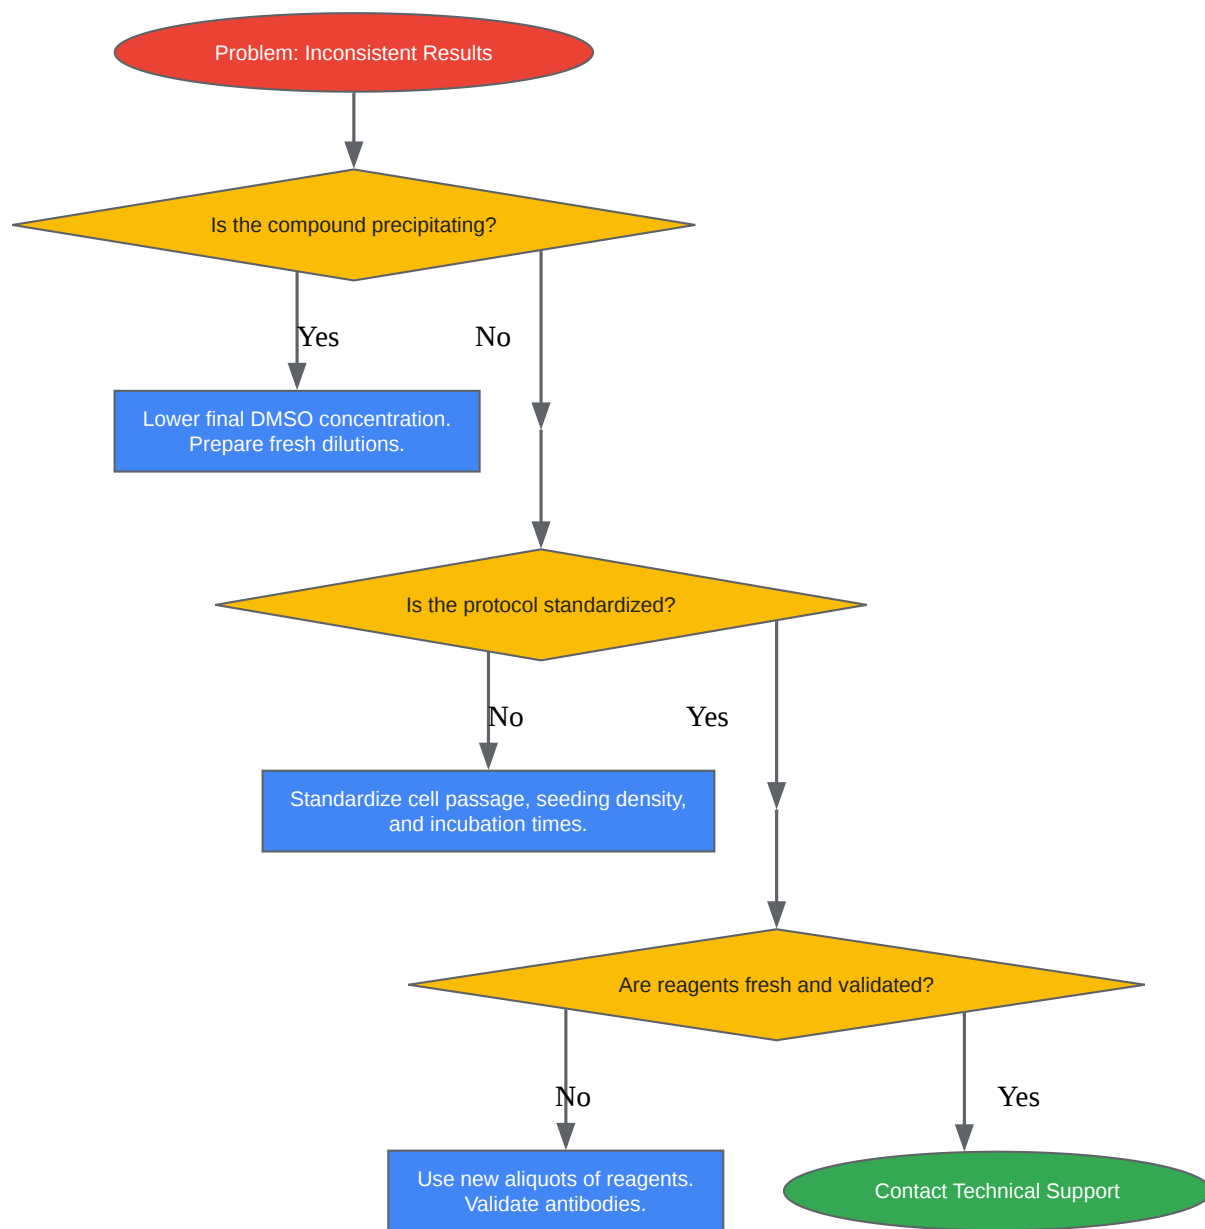 Problem: Inconsistent Results
Is the compound precipitating?
Yes
No
Lower final DMSO concentration.
Prepare fresh dilutions.
Is the protocol standardized?
No
Yes
Standardize cell passage, seeding density,
and incubation times.
Are reagents fresh and validated?
No
Yes
Use new aliquots of reagents.
Validate antibodies.
Contact Technical Support